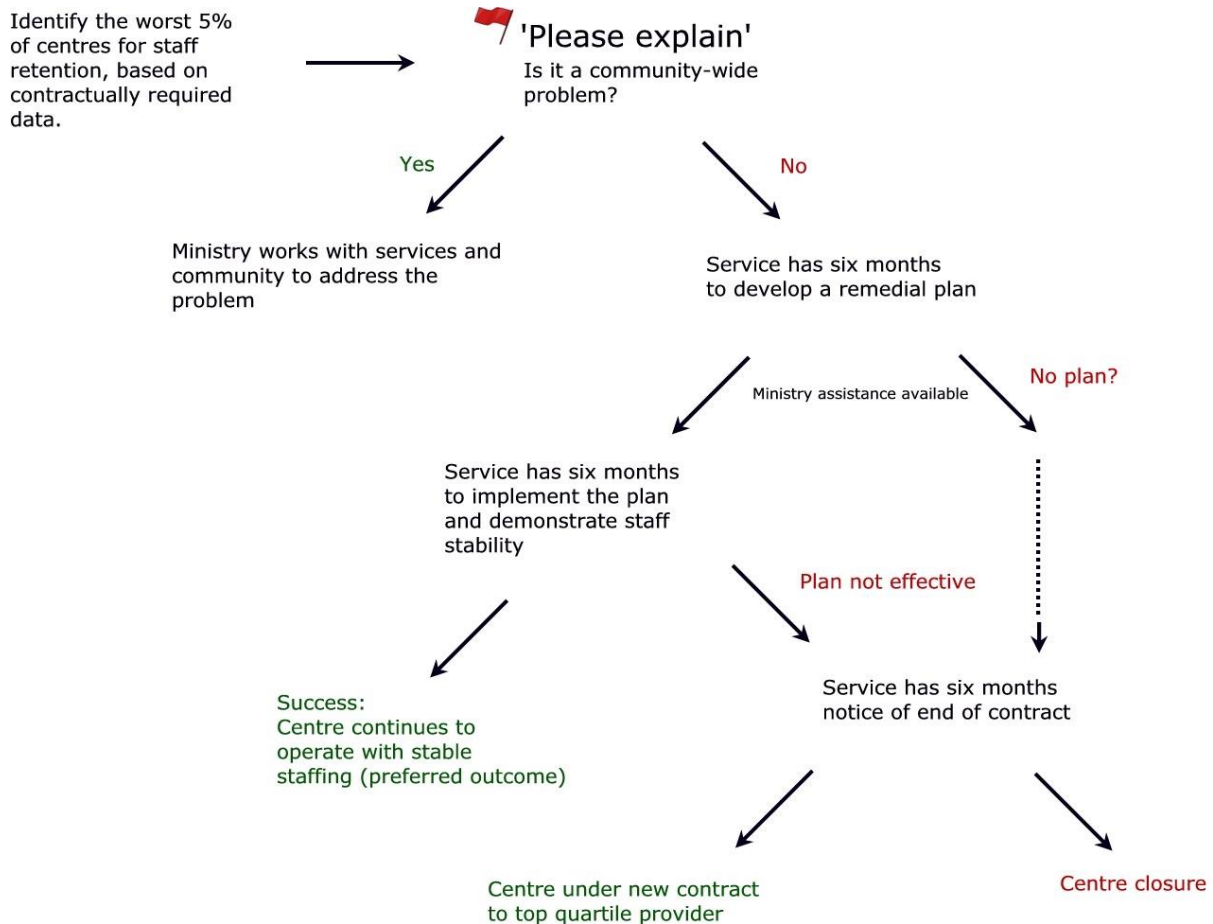 Identify the worst 5%
of centres for staff
retention, based on
contractually required
data.
'Please explain'
Is it a community-wide
problem?
Yes
No
Ministry works with services and
community to address the
problem
Service has six months
to develop a remedial plan
Ministry assistance available
No plan?
Service has six months
to implement the plan
and demonstrate staff
stability
Plan not effective
Success:
Centre continues to
operate with stable
staffing (preferred outcome)
Service has six months
notice of end of contract
Centre under new contract
to top quartile provider
Centre closure